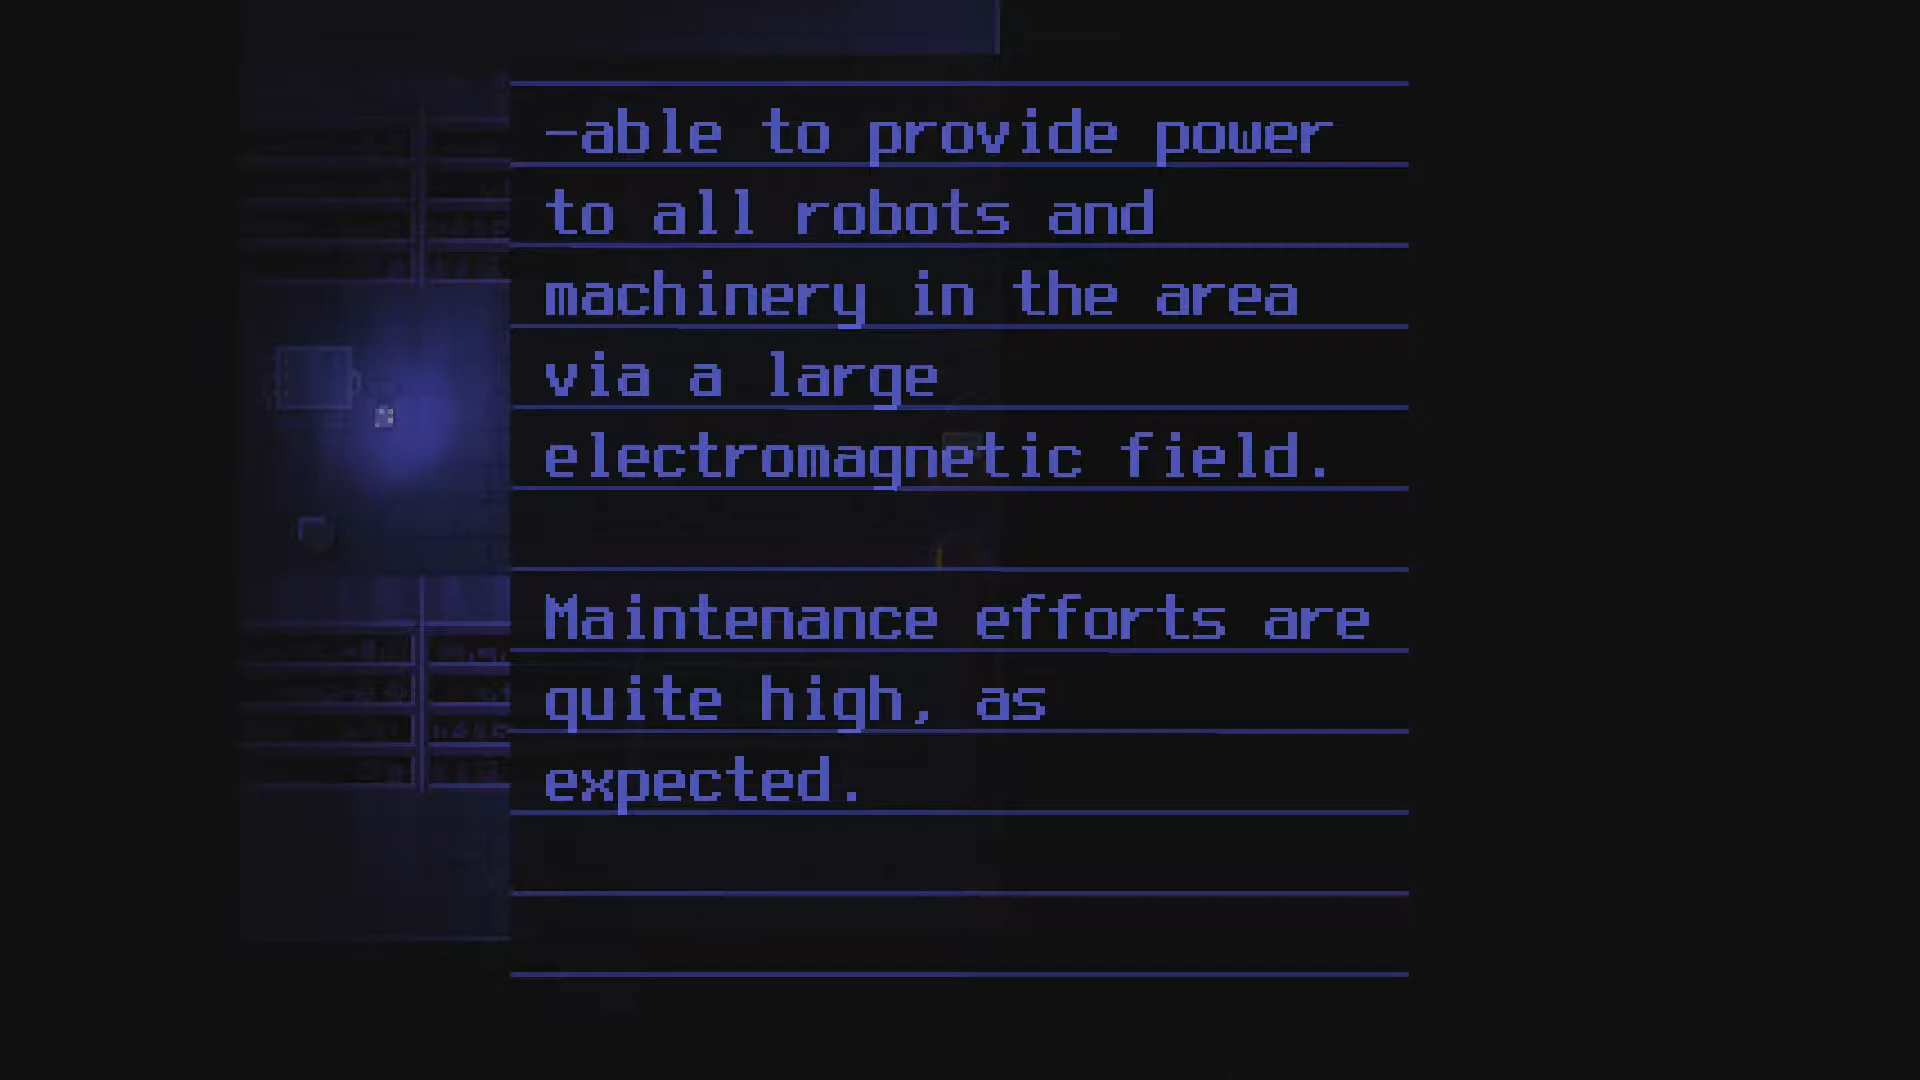 -able to provide power
to all robots and
machinery in the area
via a large
electromagnetic field.
Maintenance efforts are
quite high, as
expected.